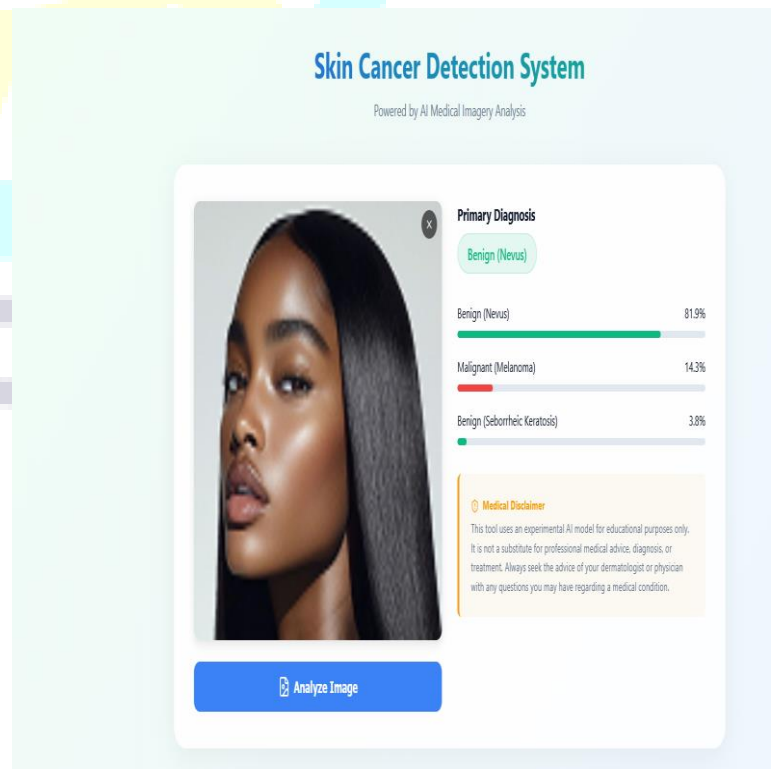 Skin Cancer Detection System
Powered by AI Medical Imagery Analysis
X
Primary Diagnosis
Benign (Nevus)
Benign (Nevus) 81.9%
Malignant (Melanoma) 14.3%
Benign (Seborrheic Keratosis) 3.8%
Medical Disclaimer
This tool uses an experimental AI model for educational purposes only.
It is not a substitute for professional medical advice, diagnosis, or
treatment. Always seek the advice of your dermatologist or physician
with any questions you may have regarding a medical condition.
Analyze Image